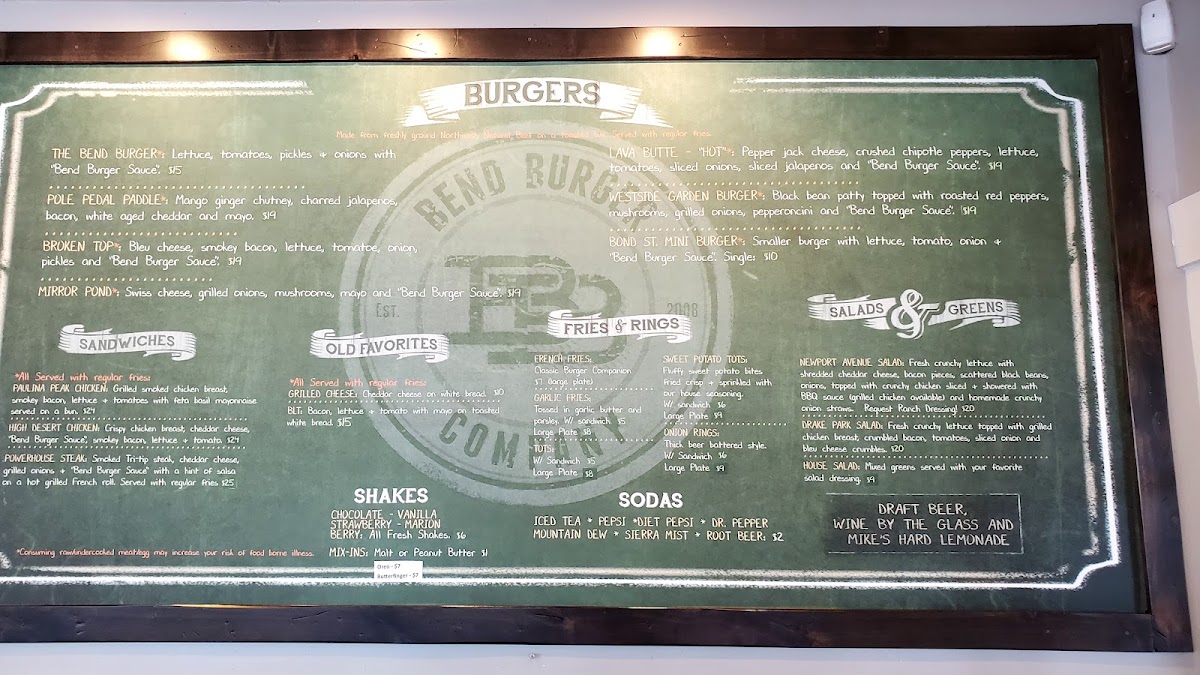 BURGERS
Made from freshly ground Northwest Natural Beef on a toasted bun. Served with regular fries.
THE BEND BURGER*: Lettuce, tomatoes, pickles + onions with
"Bend Burger Sauce". $15
POLE PEDAL PADDLE*: Mango ginger chutney, charred jalapenos,
bacon, white aged cheddar and mayo. $19
BROKEN TOP*: Bleu cheese, smokey bacon, lettuce, tomatoe, onion,
pickles and "Bend Burger Sauce". $19
MIRROR POND*: Swiss cheese, grilled onions, mushrooms, mayo and "Bend Burger Sauce". $19
LAVA BUTTE - "HOT"*: Pepper jack cheese, crushed chipotle peppers, lettuce,
tomatoes, sliced onions, sliced jalapenos and "Bend Burger Sauce". $19
WESTSIDE GARDEN BURGER*: Black bean patty topped with roasted red peppers,
mushrooms, grilled onions, pepperoncini and "Bend Burger Sauce". $19
BOND ST. MINI BURGER*: Smaller burger with lettuce, tomato, onion +
"Bend Burger Sauce". Single: $10
BEND BURGER
EST. 2008
COMPANY
SANDWICHES
*All Served with regular fries:
PAULINA PEAK CHICKEN: Grilled smoked chicken breast,
smokey bacon, lettuce + tomatoes with feta basil mayonnaise
served on a bun. $24
HIGH DESERT CHICKEN: Crispy chicken breast, cheddar cheese,
"Bend Burger Sauce", smokey bacon, lettuce + tomato. $24
POWERHOUSE STEAK: Smoked Tri-tip steak, cheddar cheese,
grilled onions + "Bend Burger Sauce" with a hint of salsa
on a hot grilled French roll. Served with regular fries $25
*Consuming raw/undercooked meat/egg may increase your risk of food borne illness.
OLD FAVORITES
*All Served with regular fries:
GRILLED CHEESE: Cheddar cheese on white bread. $10
BLT: Bacon, lettuce + tomato with mayo on toasted
white bread. $15
FRIES & RINGS
FRENCH FRIES:
Classic Burger Companion.
$7 (large plate)
GARLIC FRIES:
Tossed in garlic butter and
parsley. W/ sandwich $5
Large Plate $8
TOTS:
W/ Sandwich $5
Large Plate $8
SWEET POTATO TOTS:
Fluffy sweet potato bites
fried crisp + sprinkled with
our house seasoning.
W/ sandwich $6
Large Plate $9
ONION RINGS:
Thick beer battered style.
W/ Sandwich $6
Large Plate $9
SALADS & GREENS
NEWPORT AVENUE SALAD: Fresh crunchy lettuce with
shredded cheddar cheese, bacon pieces, scattered black beans,
onions, topped with crunchy chicken sliced + showered with
BBQ sauce (grilled chicken available) and homemade crunchy
onion straws. Request Ranch Dressing! $20
DRAKE PARK SALAD: Fresh crunchy lettuce topped with grilled
chicken breast, crumbled bacon, tomatoes, sliced onion and
bleu cheese crumbles. $20
HOUSE SALAD: Mixed greens served with your favorite
salad dressing. $9
SHAKES
CHOCOLATE - VANILLA
STRAWBERRY - MARION
BERRY: All Fresh Shakes. $6
MIX-INS: Malt or Peanut Butter $1
Oreo - $7
Butterfinger - $7
SODAS
ICED TEA * PEPSI *DIET PEPSI * DR. PEPPER
MOUNTAIN DEW * SIERRA MIST * ROOT BEER: $2
DRAFT BEER,
WINE BY THE GLASS AND
MIKE'S HARD LEMONADE